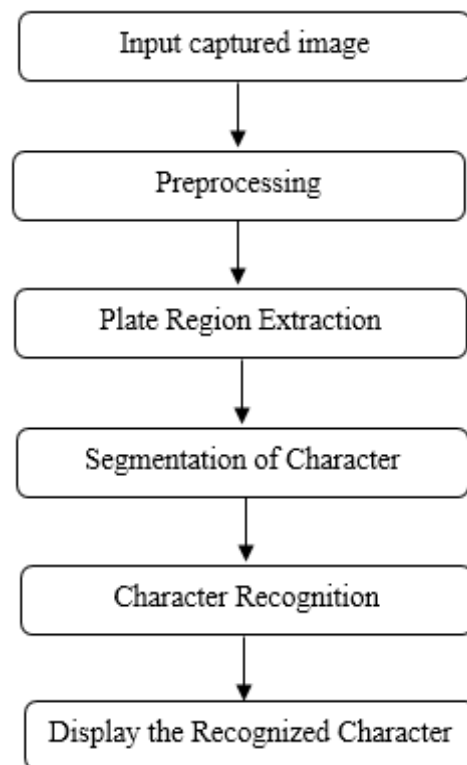 Input captured image
Preprocessing
Plate Region Extraction
Segmentation of Character
Character Recognition
Display the Recognized Character